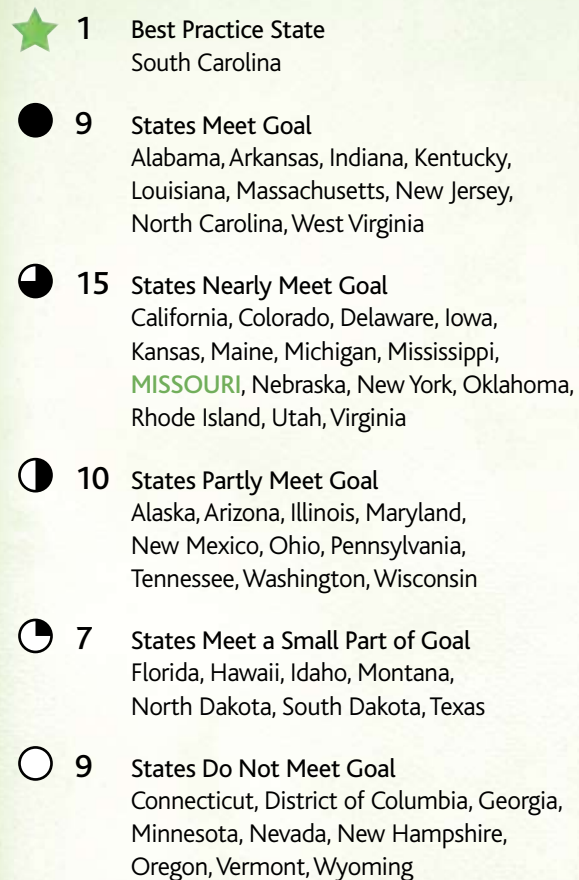 1 Best Practice State
South Carolina
9 States Meet Goal
Alabama, Arkansas, Indiana, Kentucky,
Louisiana, Massachusetts, New Jersey,
North Carolina, West Virginia
15 States Nearly Meet Goal
California, Colorado, Delaware, Iowa,
Kansas, Maine, Michigan, Mississippi,
MISSOURI, Nebraska, New York, Oklahoma,
Rhode Island, Utah, Virginia
10 States Partly Meet Goal
Alaska, Arizona, Illinois, Maryland,
New Mexico, Ohio, Pennsylvania,
Tennessee, Washington, Wisconsin
7 States Meet a Small Part of Goal
Florida, Hawaii, Idaho, Montana,
North Dakota, South Dakota, Texas
9 States Do Not Meet Goal
Connecticut, District of Columbia, Georgia,
Minnesota, Nevada, New Hampshire,
Oregon, Vermont, Wyoming